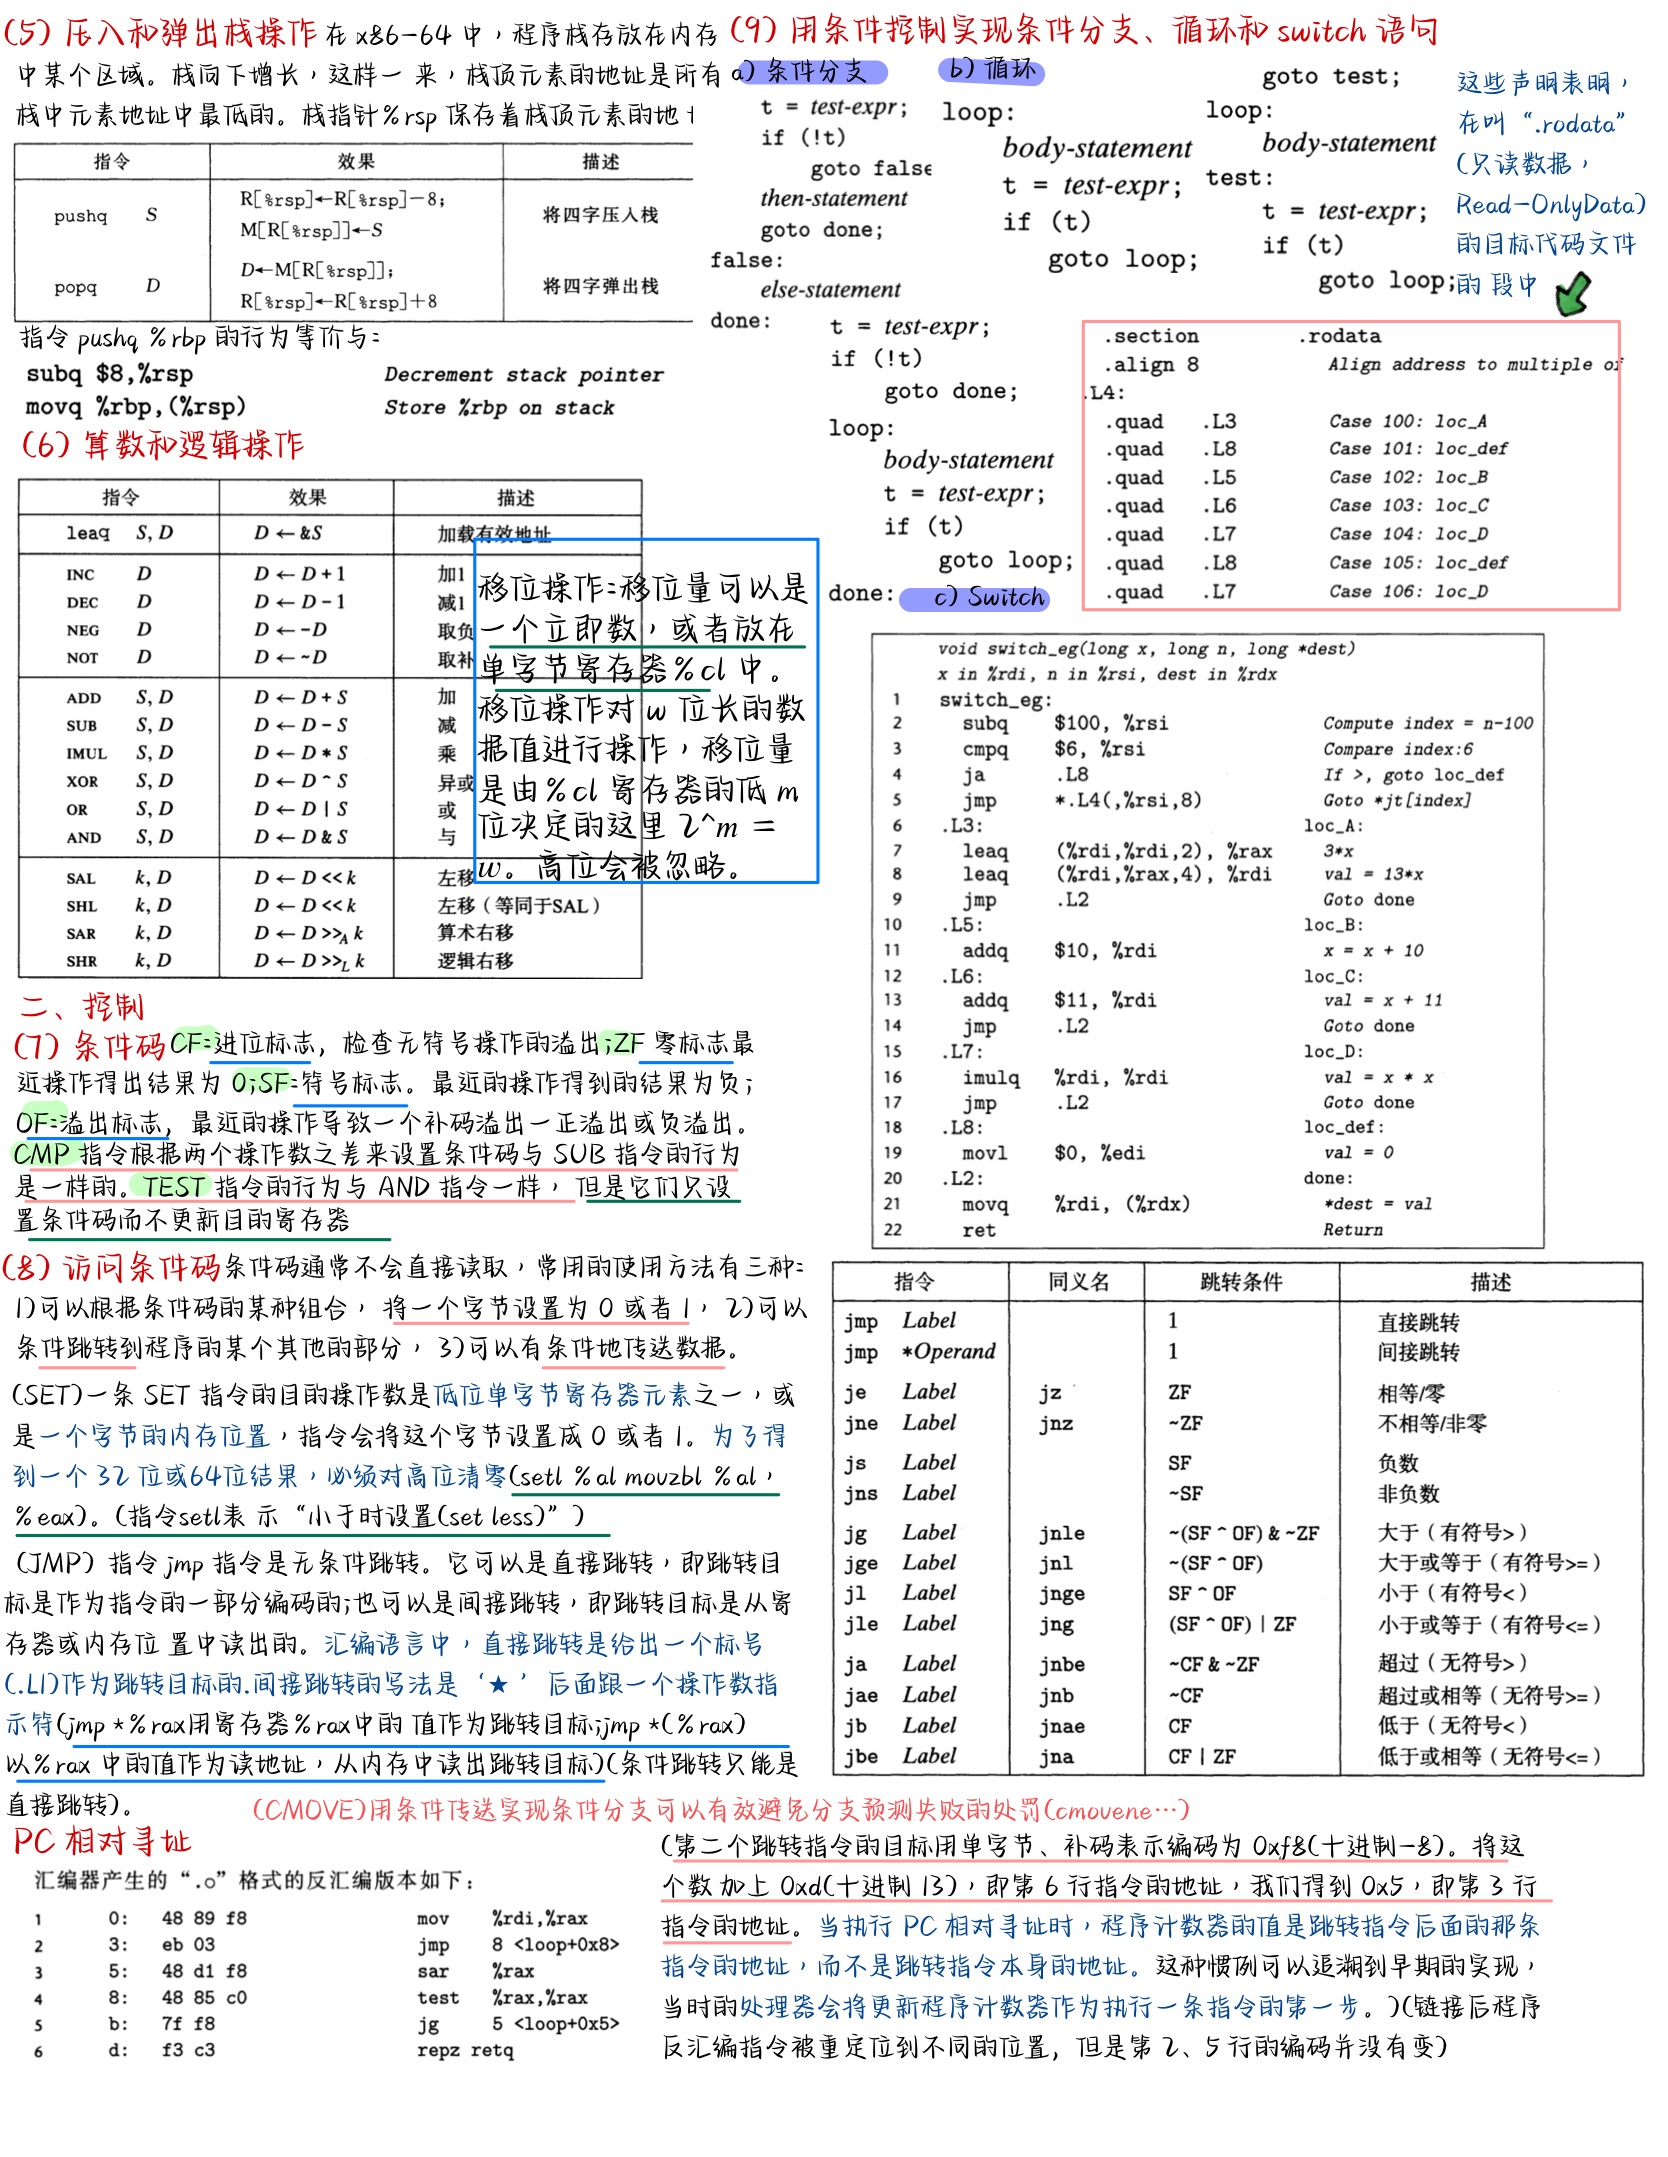 (5) 压入和弹出栈操作 在 x86-64 中，程序栈存放在内存
中某个区域。栈向下增长，这样一 来，栈顶元素的地址是所有
栈中元素地址中最低的。栈指针%rsp 保存着栈顶元素的地
指令 效果 描述
pushq S R[%rsp]←R[%rsp]-8; M[R[%rsp]]←S 将四字压入栈
popq D D←M[R[%rsp]]; R[%rsp]←R[%rsp]+8 将四字弹出栈
指令 pushq %rbp 的行为等价与:
subq $8,%rsp Decrement stack pointer
movq %rbp,(%rsp) Store %rbp on stack
(6) 算数和逻辑操作
指令 效果 描述
leaq S, D D ← &S 加载有效地址
INC D D ← D + 1 加1
DEC D D ← D - 1 减1
NEG D D ← -D 取负
NOT D D ← ~D 取补
ADD S, D D ← D + S 加
SUB S, D D ← D - S 减
IMUL S, D D ← D * S 乘
XOR S, D D ← D ^ S 异或
OR S, D D ← D | S 或
AND S, D D ← D & S 与
SAL k, D D ← D << k 左移
SHL k, D D ← D << k 左移（等同于SAL）
SAR k, D D ← D >>A k 算术右移
SHR k, D D ← D >>L k 逻辑右移
移位操作:移位量可以是
一个立即数，或者放在
单字节寄存器%cl 中。
移位操作对 w 位长的数
据值进行操作，移位量
是由%cl 寄存器的低 m
位决定的这里 2^m =
w。高位会被忽略。
二、控制
(7) 条件码 CF:进位标志，检查无符号操作的溢出;ZF 零标志最
近操作得出结果为 0;SF:符号标志。最近的操作得到的结果为负;
OF:溢出标志，最近的操作导致一个补码溢出—正溢出或负溢出。
CMP 指令根据两个操作数之差来设置条件码与 SUB 指令的行为
是一样的。TEST 指令的行为与 AND 指令一样，但是它们只设
置条件码而不更新目的寄存器
(8) 访问条件码 条件码通常不会直接读取，常用的使用方法有三种:
1)可以根据条件码的某种组合，将一个字节设置为 0 或者 1，2)可以
条件跳转到程序的某个其他的部分，3)可以有条件地传送数据。
(SET)一条 SET 指令的目的操作数是低位单字节寄存器元素之一，或
是一个字节的内存位置，指令会将这个字节设置成 0 或者 1。为了得
到一个 32 位或64位结果，必须对高位清零(setl %al movzbl %al，
%eax)。(指令setl表 示“小于时设置(set less)”)
(JMP) 指令 jmp 指令是无条件跳转。它可以是直接跳转，即跳转目
标是作为指令的一部分编码的;也可以是间接跳转，即跳转目标是从寄
存器或内存位 置中读出的。汇编语言中，直接跳转是给出一个标号
(.L1)作为跳转目标的.间接跳转的写法是 ‘★’ 后面跟一个操作数指
示符(jmp *%rax用寄存器%rax中的 值作为跳转目标;jmp *(%rax)
以%rax 中的值作为读地址，从内存中读出跳转目标)(条件跳转只能是
直接跳转)。
(CMOVE)用条件传送实现条件分支可以有效避免分支预测失败的处罚(cmovene…)
PC 相对寻址
汇编器产生的“.o”格式的反汇编版本如下：
1 0: 48 89 f8 mov %rdi,%rax
2 3: eb 03 jmp 8 <loop+0x8>
3 5: 48 d1 f8 sar %rax
4 8: 48 85 c0 test %rax,%rax
5 b: 7f f8 jg 5 <loop+0x5>
6 d: f3 c3 repz retq
(9) 用条件控制实现条件分支、循环和 switch 语句
a) 条件分支
t = test-expr;
if (!t)
goto false
then-statement
goto done;
false:
else-statement
done:
b) 循环
loop:
body-statement
t = test-expr;
if (t)
goto loop;
goto test;
loop:
body-statement
test:
t = test-expr;
if (t)
goto loop;
t = test-expr;
if (!t)
goto done;
loop:
body-statement
t = test-expr;
if (t)
goto loop;
done:
这些声明表明，
在叫 “.rodata”
(只读数据，
Read-OnlyData)
的目标代码文件
的 段中
c) Switch
.section .rodata
.align 8 Align address to multiple of
.L4:
.quad .L3 Case 100: loc_A
.quad .L8 Case 101: loc_def
.quad .L5 Case 102: loc_B
.quad .L6 Case 103: loc_C
.quad .L7 Case 104: loc_D
.quad .L8 Case 105: loc_def
.quad .L7 Case 106: loc_D
void switch_eg(long x, long n, long *dest)
x in %rdi, n in %rsi, dest in %rdx
1 switch_eg:
2 subq $100, %rsi Compute index = n-100
3 cmpq $6, %rsi Compare index:6
4 ja .L8 If >, goto loc_def
5 jmp *.L4(,%rsi,8) Goto *jt[index]
6 .L3: loc_A:
7 leaq (%rdi,%rdi,2), %rax 3*x
8 leaq (%rdi,%rax,4), %rdi val = 13*x
9 jmp .L2 Goto done
10 .L5: loc_B:
11 addq $10, %rdi x = x + 10
12 .L6: loc_C:
13 addq $11, %rdi val = x + 11
14 jmp .L2 Goto done
15 .L7: loc_D:
16 imulq %rdi, %rdi val = x * x
17 jmp .L2 Goto done
18 .L8: loc_def:
19 movl $0, %edi val = 0
20 .L2: done:
21 movq %rdi, (%rdx) *dest = val
22 ret Return
指令 同义名 跳转条件 描述
jmp Label 1 直接跳转
jmp *Operand 1 间接跳转
je Label jz ZF 相等/零
jne Label jnz ~ZF 不相等/非零
js Label SF 负数
jns Label ~SF 非负数
jg Label jnle ~(SF ^ OF) & ~ZF 大于（有符号>）
jge Label jnl ~(SF ^ OF) 大于或等于（有符号>=）
jl Label jnge SF ^ OF 小于（有符号<）
jle Label jng (SF ^ OF) | ZF 小于或等于（有符号<=）
ja Label jnbe ~CF & ~ZF 超过（无符号>）
jae Label jnb ~CF 超过或相等（无符号>=）
jb Label jnae CF 低于（无符号<）
jbe Label jna CF | ZF 低于或相等（无符号<=）
(第二个跳转指令的目标用单字节、补码表示编码为 0xf8(十进制-8)。将这
个数 加上 0xd(十进制 13)，即第 6 行指令的地址，我们得到 0x5，即第 3 行
指令的地址。当执行 PC 相对寻址时，程序计数器的值是跳转指令后面的那条
指令的地址，而不是跳转指令本身的地址。这种惯例可以追溯到早期的实现，
当时的处理器会将更新程序计数器作为执行一条指令的第一步。)(链接后程序
反汇编指令被重定位到不同的位置，但是第 2、5 行的编码并没有变)